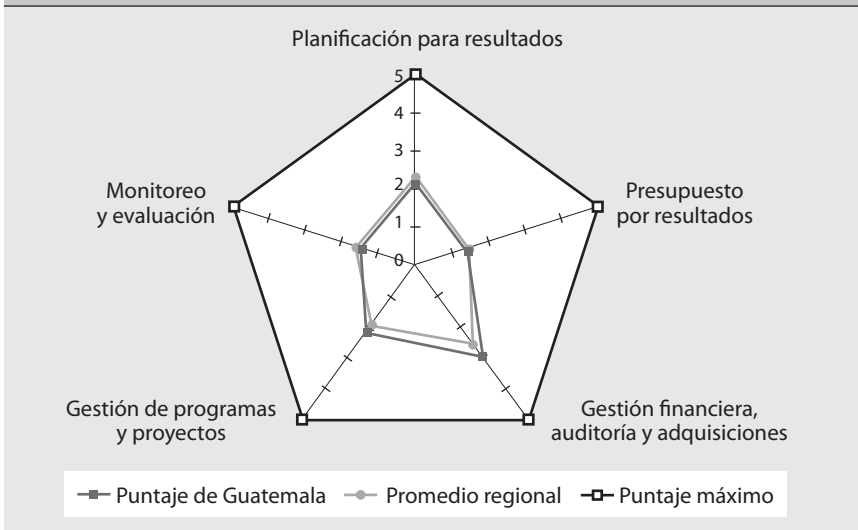 Planificación para resultados
5
4
3
2
1
0
Monitoreo
y evaluación
Presupuesto
por resultados
Gestión de programas
y proyectos
Gestión financiera,
auditoría y adquisiciones
Puntaje de Guatemala Promedio regional Puntaje máximo